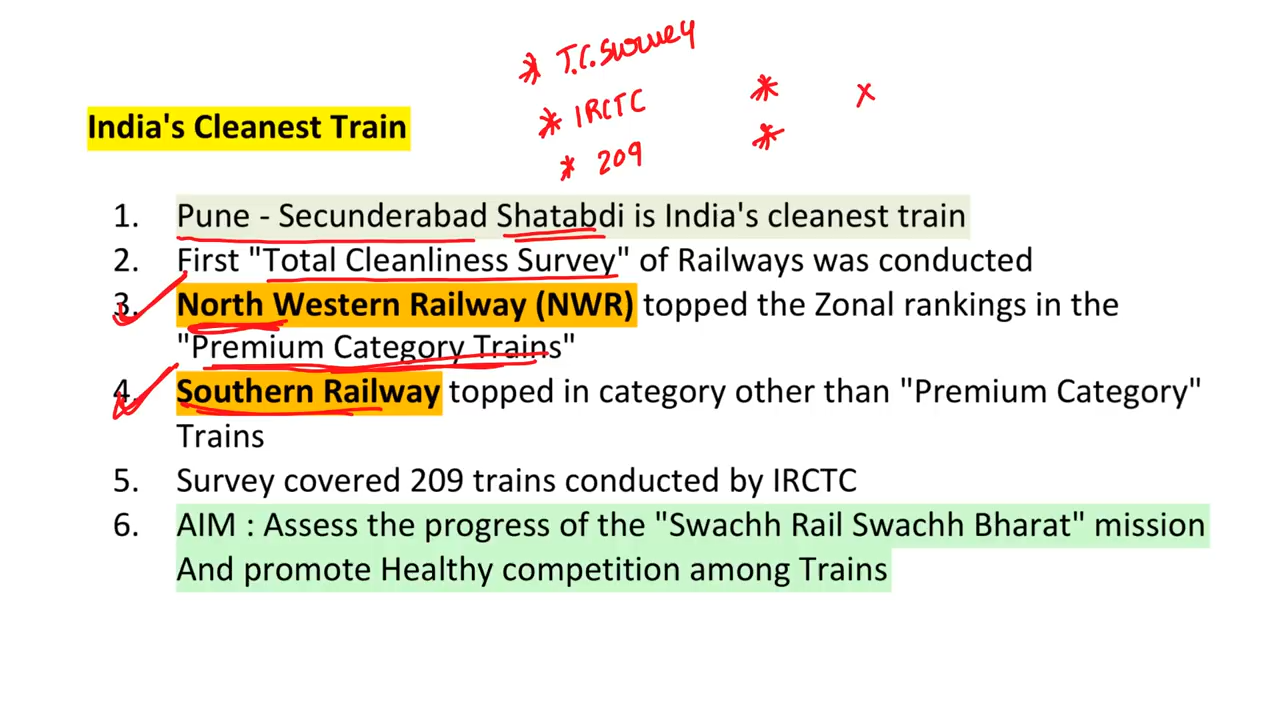 * T.C. Survey
* IRCTC * x
* 209 *
India's Cleanest Train
1. Pune - Secunderabad Shatabdi is India's cleanest train
2. First "Total Cleanliness Survey" of Railways was conducted
3. North Western Railway (NWR) topped the Zonal rankings in the
"Premium Category Trains"
4. Southern Railway topped in category other than "Premium Category"
Trains
5. Survey covered 209 trains conducted by IRCTC
6. AIM : Assess the progress of the "Swachh Rail Swachh Bharat" mission
And promote Healthy competition among Trains